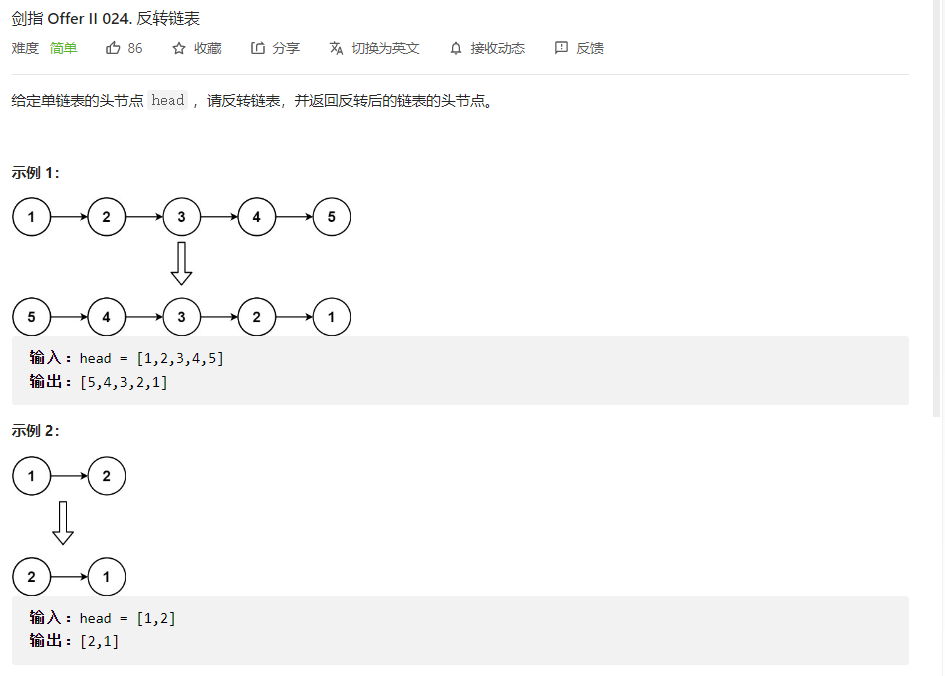 剑指 Offer II 024. 反转链表
难度 简单 86 收藏 分享 切换为英文 接收动态 反馈
给定单链表的头节点 head ，请反转链表，并返回反转后的链表的头节点。
示例 1：
1 2 3 4 5
5 4 3 2 1
输入：head = [1,2,3,4,5]
输出：[5,4,3,2,1]
示例 2：
1 2
2 1
输入：head = [1,2]
输出：[2,1]